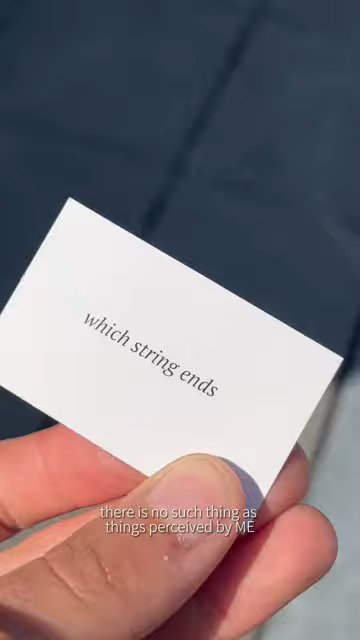 which string ends
there is no such thing as
things perceived by ME